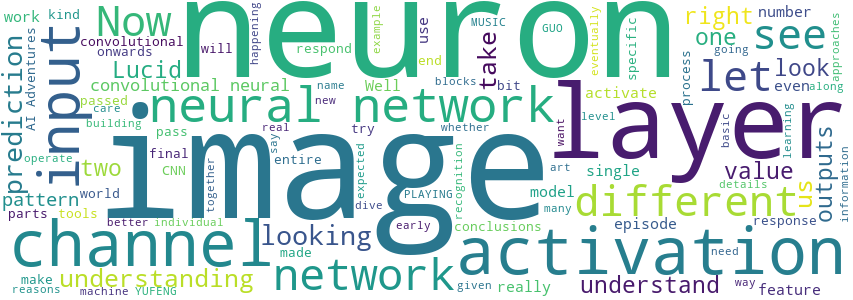 neuron
image
layer
activation
channel
neural network
network
input
different
Now
see
let
looking
understanding
understand
Lucid
prediction
outputs
value
right
one
look
take
us
two
pattern
convolutional neural
work
kind
convolutional
onwards
will
passed
AI Adventures
respond
happening
example
MUSIC
GUO
use
end
name
Well
new
bit
blocks
try
eventually
specific
number
process
going
even
along
approaches
activate
level
want
whether
care
building
pass
real
final
entire
CNN
say
expected
recognition
PLAYING
art
single
model
many
basic
learning
details
information
operate
world
together
parts
tools
better
individual
dive
early
conclusions
episode
response
need
way
feature
make
reasons
machine
YUFENG
made
given
really